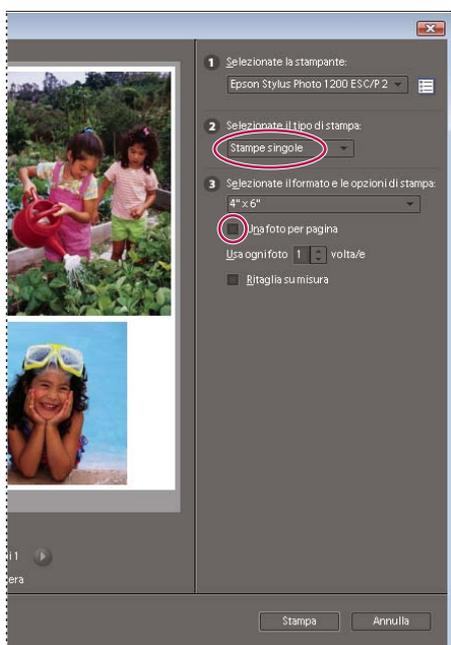 1 Selezionate la stampante:
Epson Stylus Photo 1200 ESC/P 2
2 Selezionate il tipo di stampa:
Stampe singole
3 Selezionate il formato e le opzioni di stampa:
4" x 6"
Una foto per pagina
Usa ogni foto 1 volta/e
Ritaglia su misura
i 1
era
Stampa Annulla